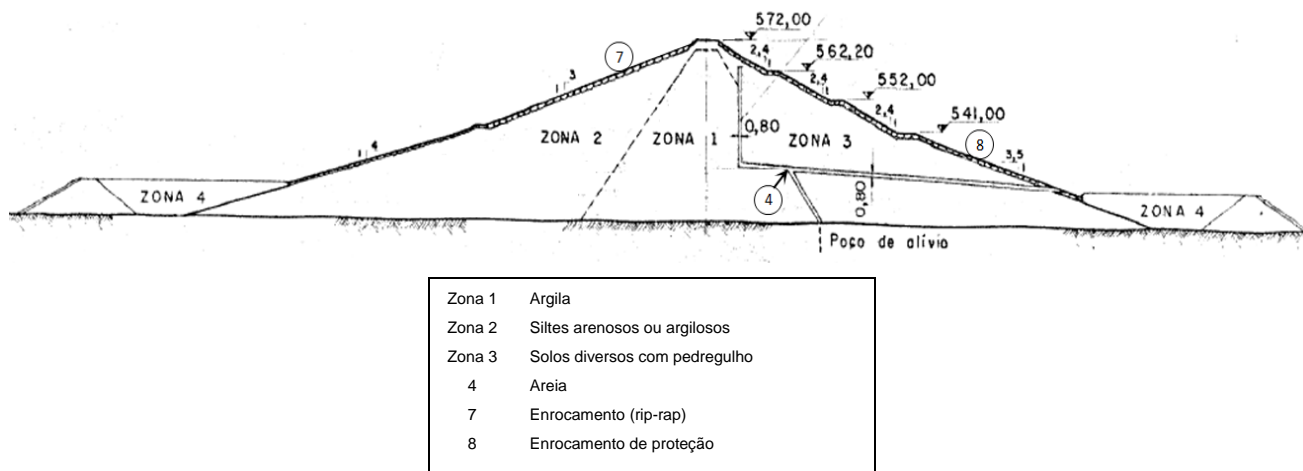 572,00
7
2,4
1
562,20
1 3
2,4
1
552,00
2,4
1
541,00
ZONA 2
ZONA 1
0,80
ZONA 3
8
1 4
3,5
1
ZONA 4
4
0,80
ZONA 4
Poço de alívio
Zona 1 Argila
Zona 2 Siltes arenosos ou argilosos
Zona 3 Solos diversos com pedregulho
4 Areia
7 Enrocamento (rip-rap)
8 Enrocamento de proteção